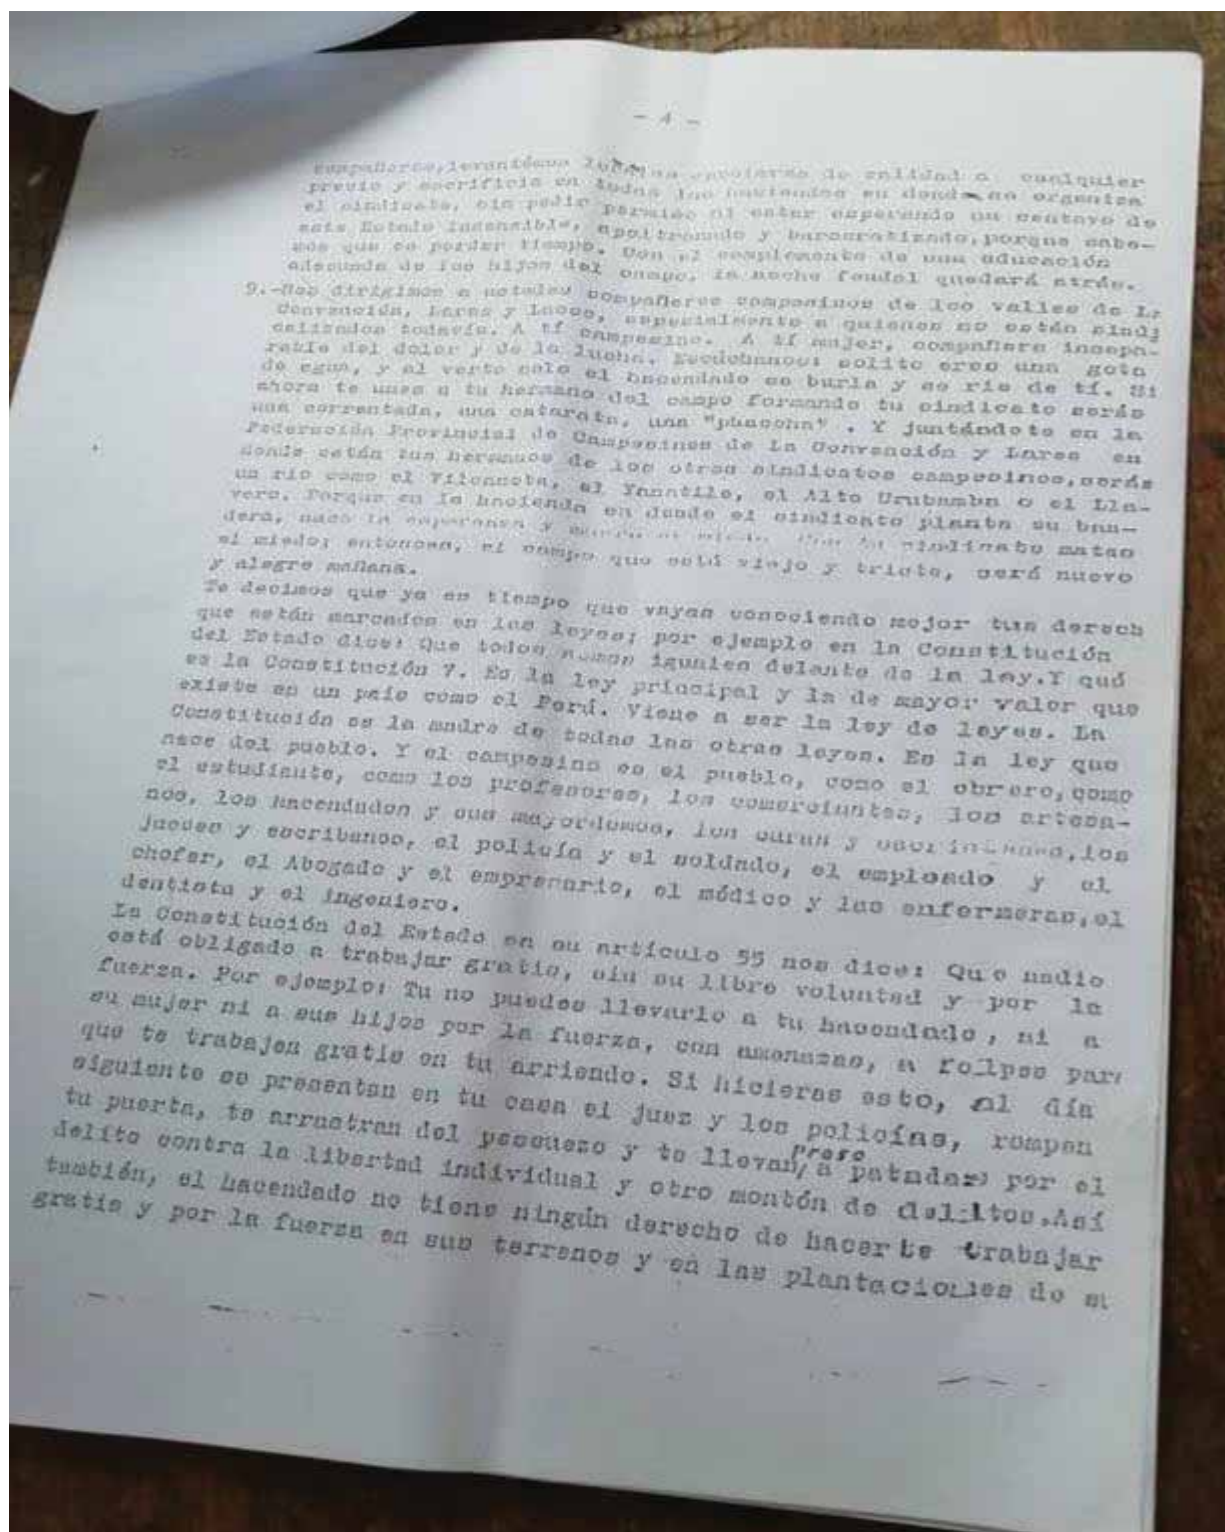 - 4 -
compañeros, levantémos escuelas de calidad a cualquier
precio y sacrificio en todas las haciendas en donde se organiza
el sindicato, sin pedir permiso ni estar esperando un centavo de
este Estado insensible, apoltronado y burocratizado, porque sabe-
mos que es perder tiempo. Con el complemento de una educación
adecuada de los hijos del campo, la noche feudal quedará atrás.
9.-Nos dirigimos a ustedes compañeros campesinos de los valles de La
Convención, Lares y Lacco, especialmente a quienes no están sindi
calizados todavía. A tí campesino. A tí mujer, compañera insepa-
rable del dolor y de la lucha. Escúchanos: solito eres una gota
de agua, y al verte solo el hacendado se burla y se ríe de tí. Si
ahora te unes a tu hermano del campo formando tu sindicato serás
una correntada, una catarata, una "phaccha" . Y juntándote en la
Federación Provincial de Campesinos de La Convención y Lares en
donde están tus hermanos de los otros sindicatos campesinos, serás
un río como el Vilcanota, el Yanatile, el Alto Urubamba o el Lla-
vero. Porque en la hacienda en donde el sindicato planta su ban-
dera, nace la esperanza y muere el miedo. Con tu sindicato matas
el miedo; entonces, el campo que está viejo y triste, será nuevo
y alegre mañana.
Te decimos que ya es tiempo que vayas conociendo mejor tus derech
que están marcados en las leyes; por ejemplo en la Constitución
del Estado dice: Que todos somos iguales delante de la ley.Y qué
es la Constitución ?. Es la ley principal y la de mayor valor que
existe en un país como el Perú. Viene a ser la ley de leyes. La
Constitución es la madre de todas las otras leyes. Es la ley que
nace del pueblo. Y el campesino es el pueblo, como el obrero, como
el estudiante, como los profesores, los comerciantes, los artesa-
nos, los hacendados y sus mayordomos, los curas y los
jueces y escribanos, el policía y el soldado, el empleado y el
chofer, el Abogado y el empresario, el médico y las enfermeras, el
dentista y el ingeniero.
La Constitución del Estado en su artículo 55 nos dice: Que nadie
está obligado a trabajar gratis, sin su libre voluntad y por la
fuerza. Por ejemplo: Tu no puedes llevarlo a tu hacendado, ni a
su mujer ni a sus hijos por la fuerza, con amenazas, a golpes para
que te trabajen gratis en tu arriendo. Si hicieras esto, al día
siguiente se presentan en tu casa el juez y los policías, rompen
tu puerta, te arrastran del pescuezo y te llevan preso, a patadas por el
delito contra la libertad individual y otro montón de delitos.Así
también, el hacendado no tiene ningún derecho de hacerte trabajar
gratis y por la fuerza en sus terrenos y en las plantaciones de su